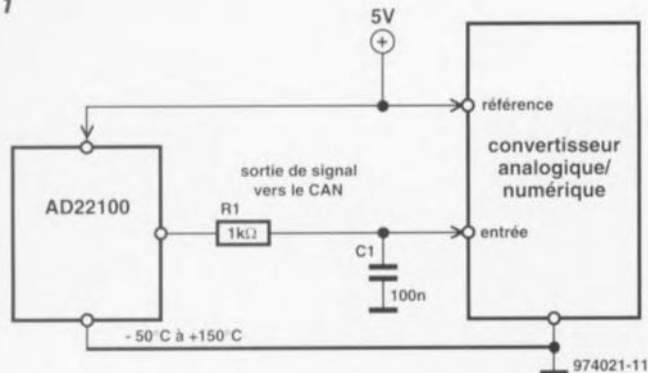 1
5V
référence
convertisseur
analogique/
numérique
sortie de signal
vers le CAN
AD22100
R1
1kΩ
entrée
C1
100n
- 50°C à +150°C
974021-11